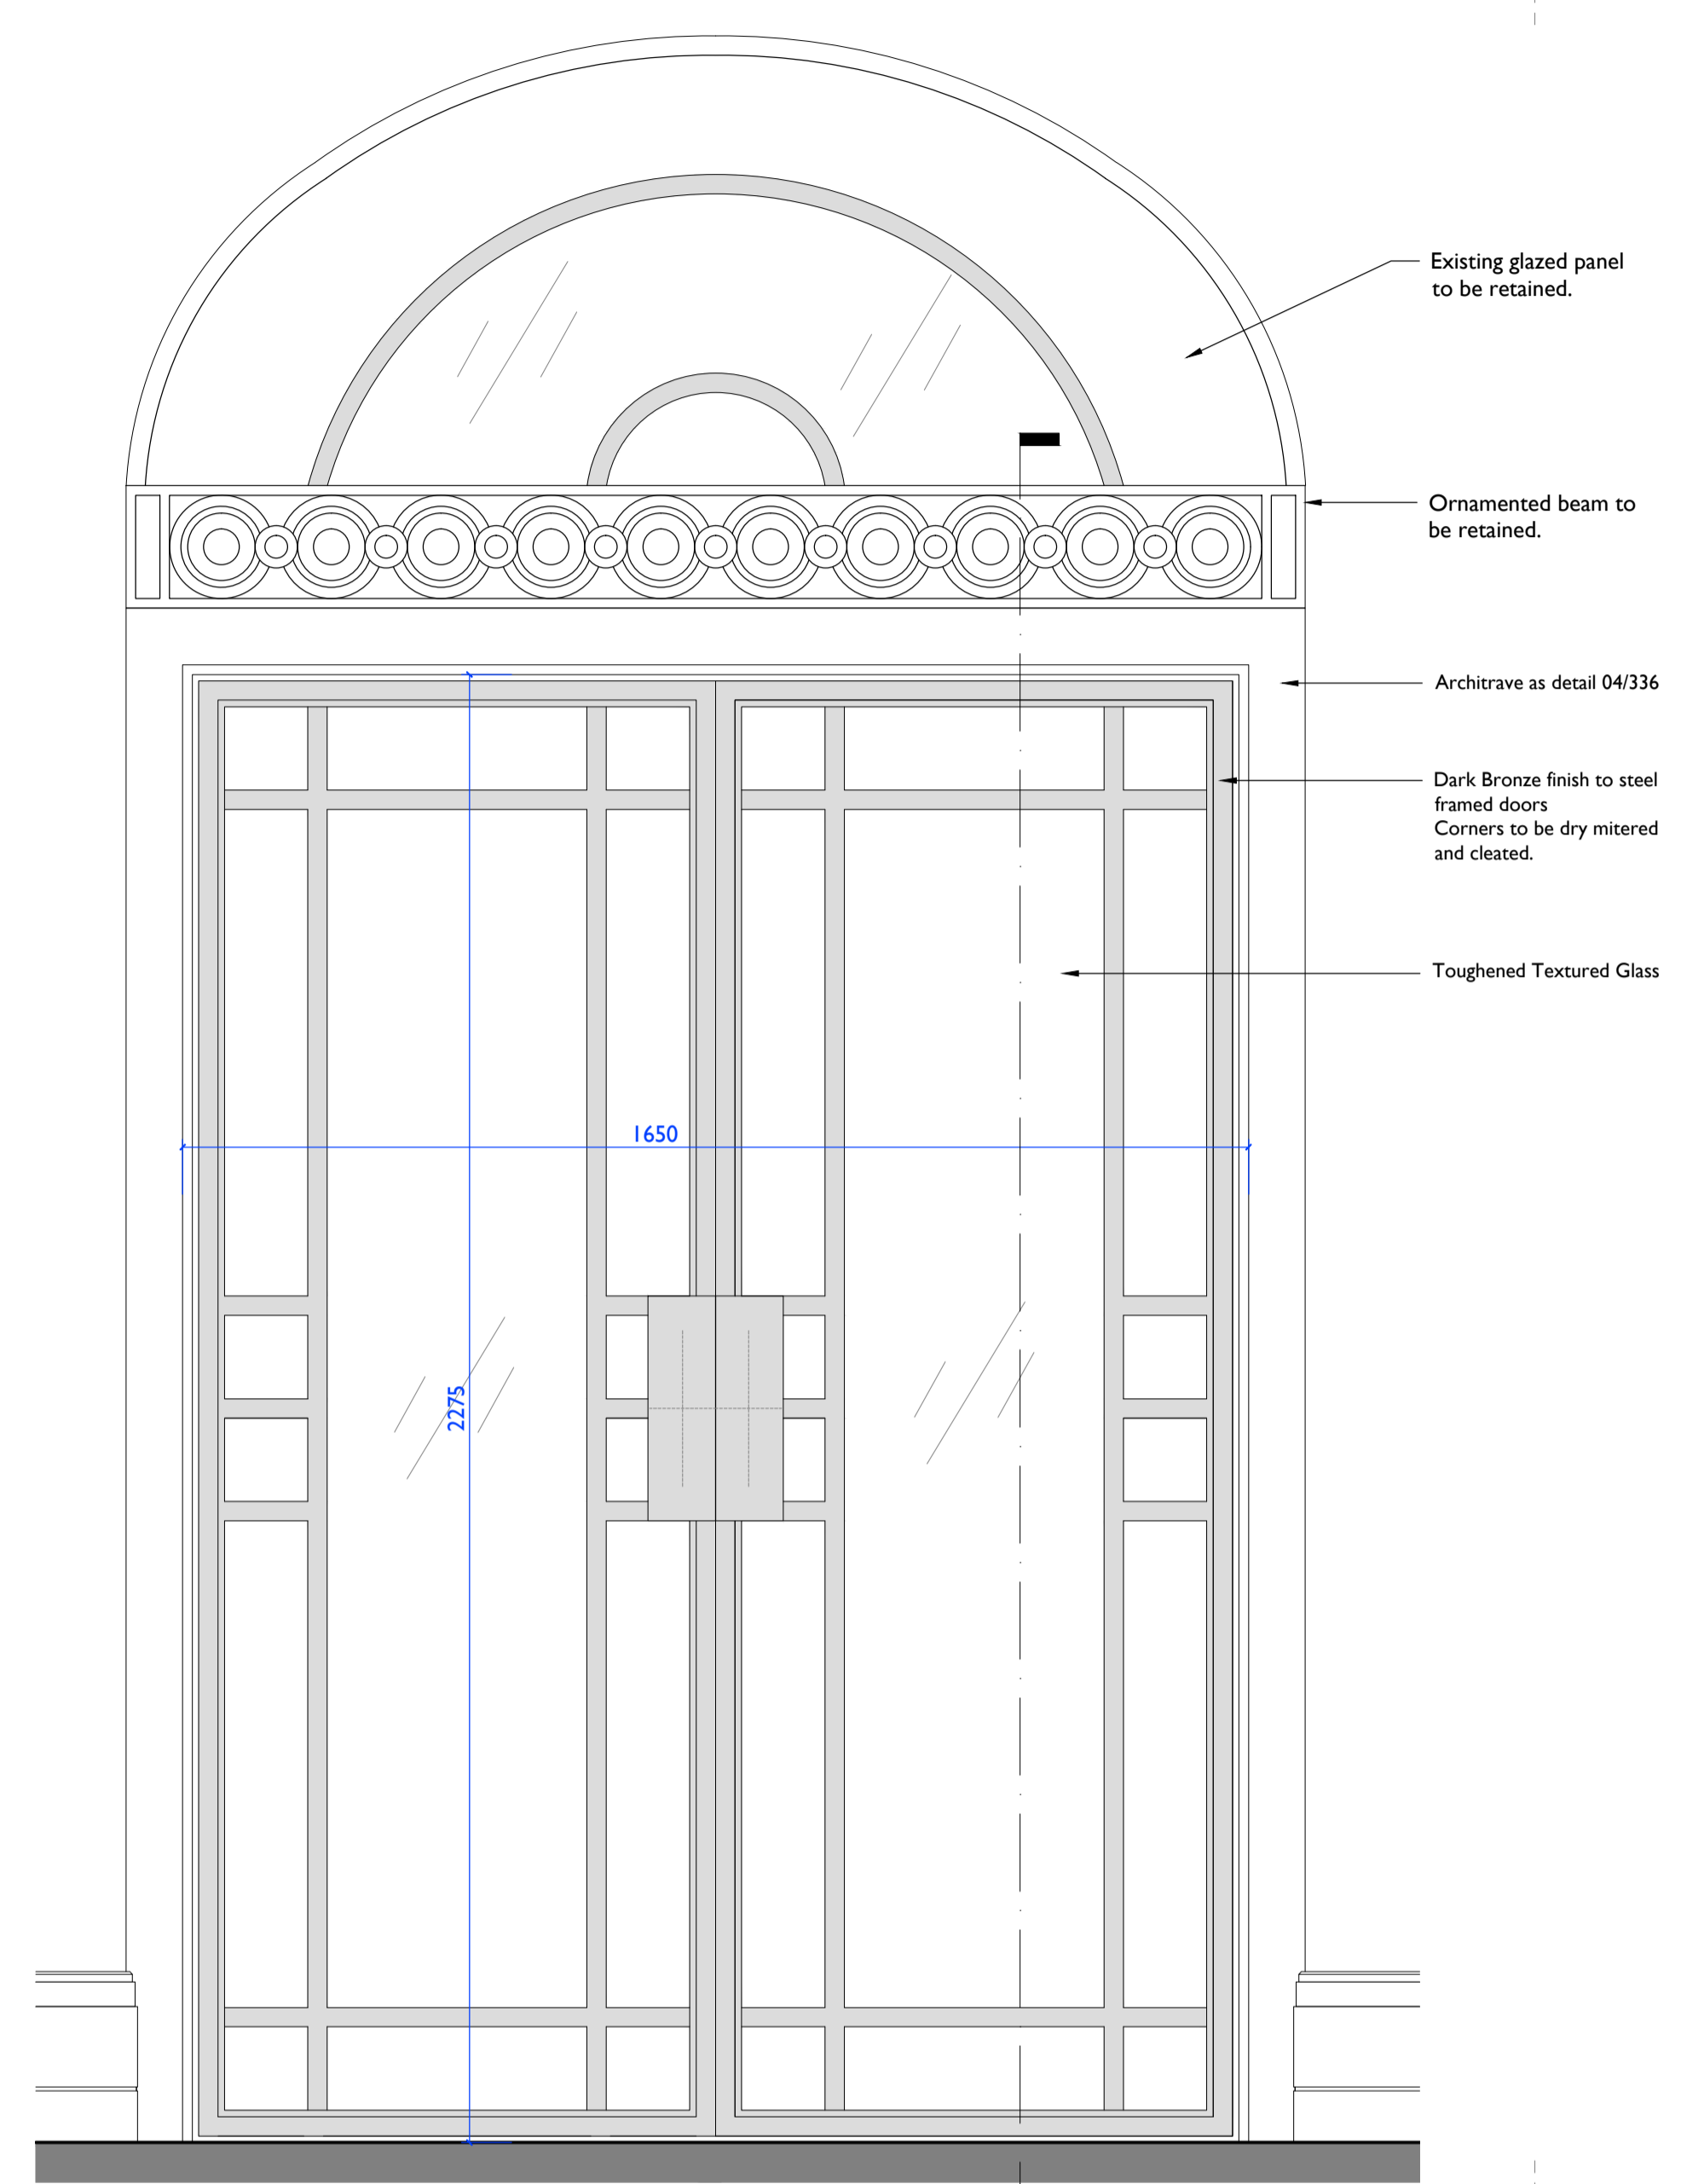 Existing glazed panel
to be retained.
Ornamented beam to
be retained.
Architrave as detail 04/336
Dark Bronze finish to steel
framed doors
Corners to be dry mitered
and cleated.
Toughened Textured Glass
1650
2275